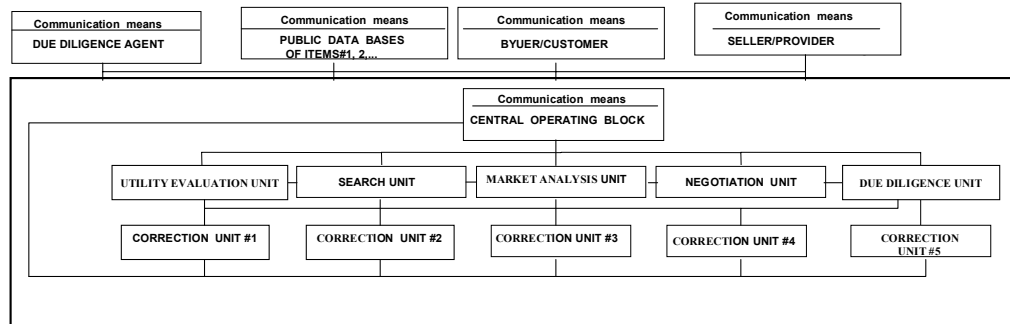 Communication means
DUE DILIGENCE AGENT
Communication means
PUBLIC DATA BASES
OF ITEMS#1, 2,...
Communication means
BYUER/CUSTOMER
Communication means
SELLER/PROVIDER
Communication means
CENTRAL OPERATING BLOCK
UTILITY EVALUATION UNIT
SEARCH UNIT
MARKET ANALYSIS UNIT
NEGOTIATION UNIT
DUE DILIGENCE UNIT
CORRECTION UNIT #1
CORRECTION UNIT #2
CORRECTION UNIT #3
CORRECTION UNIT #4
CORRECTION
UNIT #5